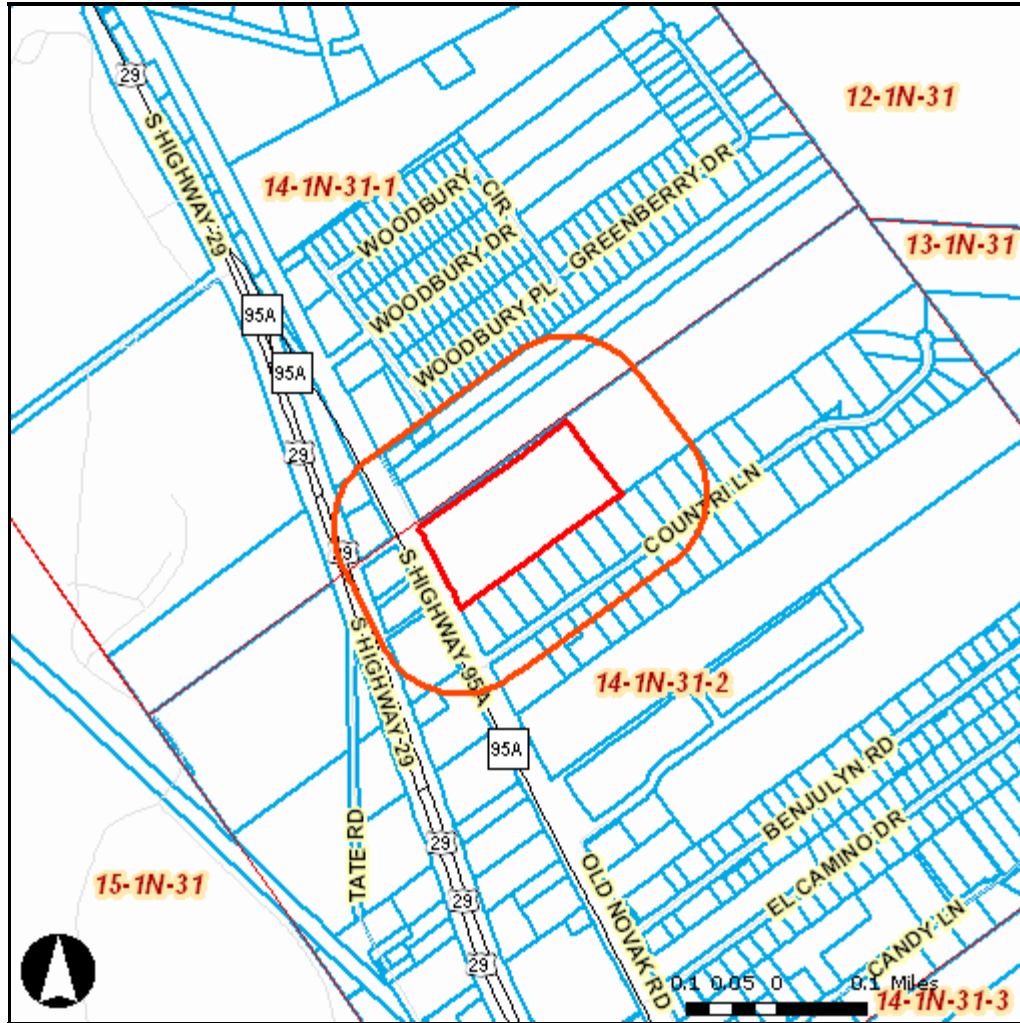 29
12-1N-31
S HIGHWAY 29
14-1N-31-1
WOODBURY CIR
GREENBERRY DR
WOODBURY DR
13-1N-31
WOODBURY PL
95A
95A
29
COUNTRI LN
29
S HIGHWAY 95A
S HIGHWAY 29
14-1N-31-2
95A
BENJULYN RD
TATE RD
29
EL CAMINO DR
15-1N-31
OLD NOVAK RD
29
CANDY LN
29
0.1 0.05 0 0.1 Miles
14-1N-31-3